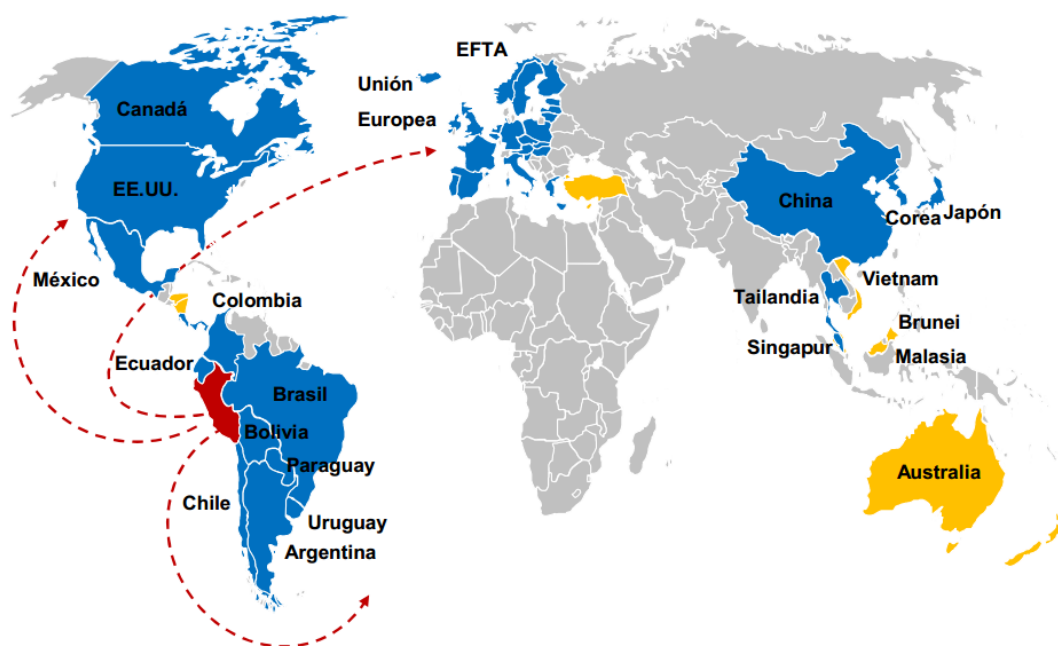 EFTA
Unión
Europea
Canadá
EE.UU.
China
Corea
Japón
México
Colombia
Vietnam
Tailandia
Brunei
Singapur
Malasia
Ecuador
Brasil
Bolivia
Paraguay
Australia
Chile
Uruguay
Argentina